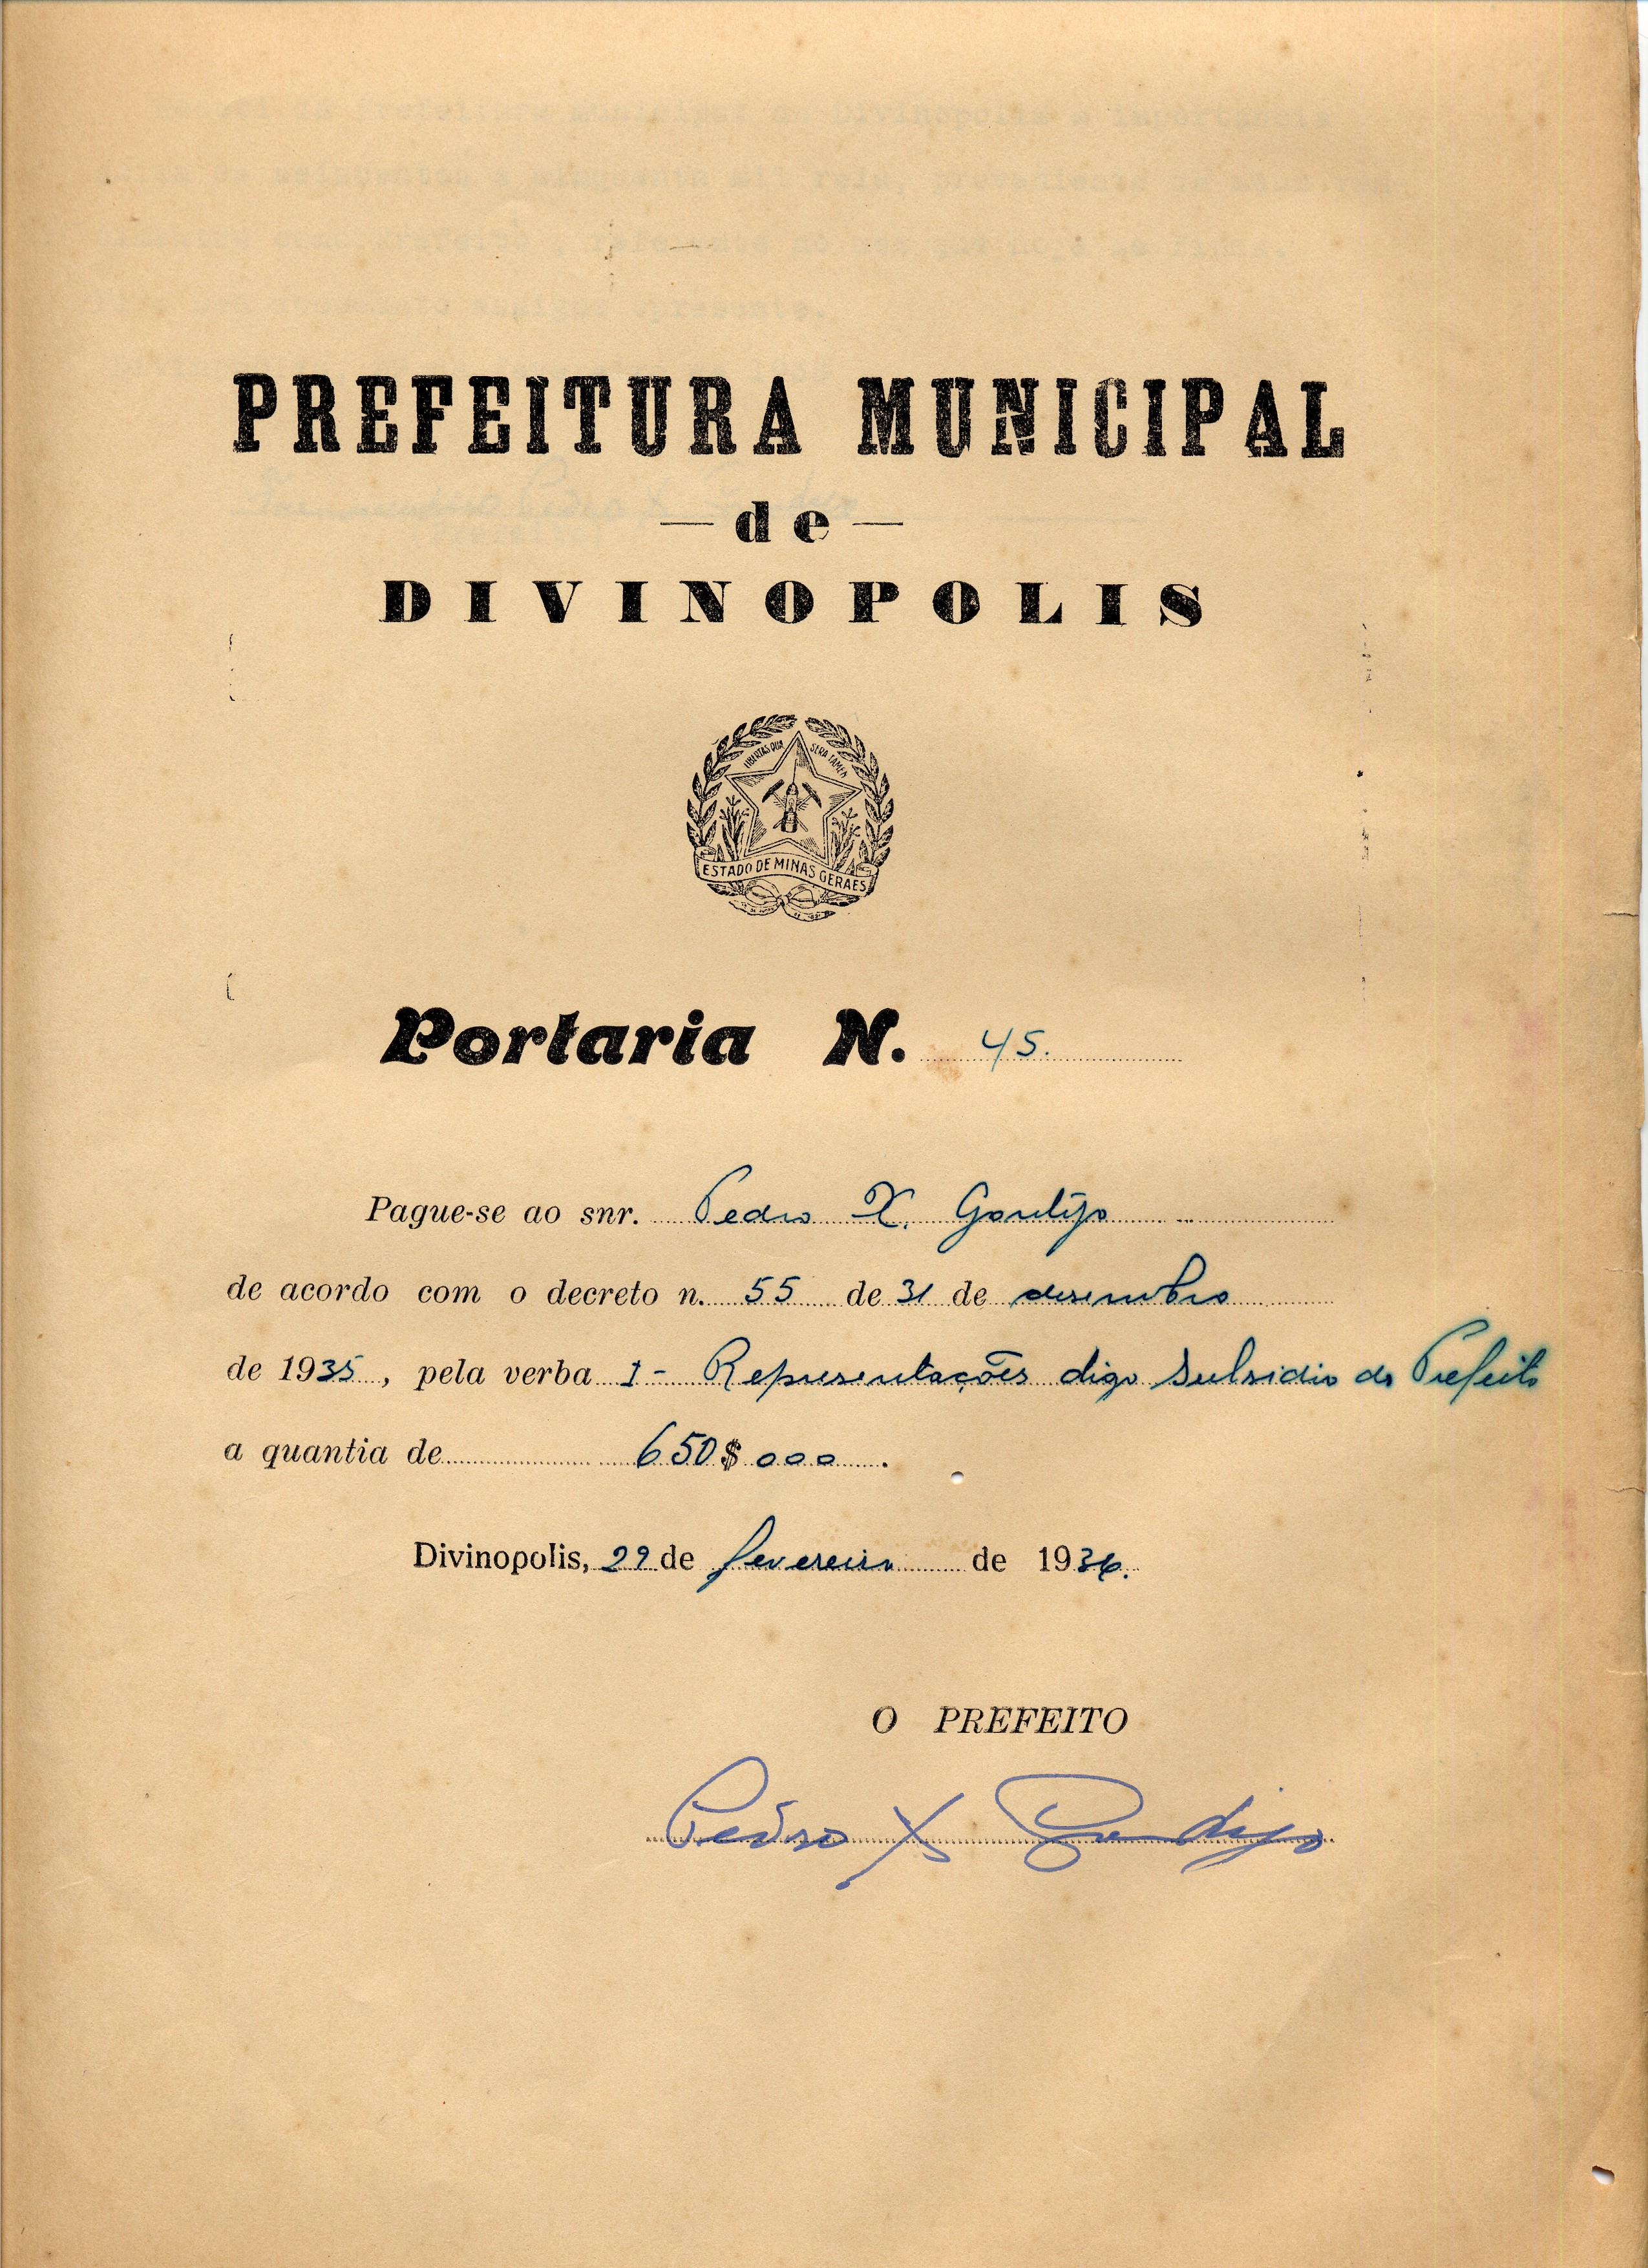 PREFEITURA MUNICIPAL
— de —
DIVINOPOLIS
LIBERTAS QUÆ SERA TAMEN
ESTADO DE MINAS GERAES
Portaria N. 45.
Pague-se ao snr. Pedro X. Gontijo
de acordo com o decreto n. 55 de 31 de desembro
de 1935, pela verba 1- Representações digo Subsidio do Prefeito
a quantia de 650$000.
Divinopolis, 29 de fevereiro de 1936.
O PREFEITO
Pedro X Gontijo